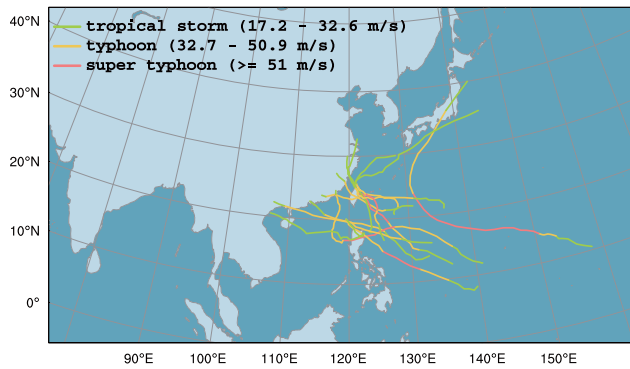 40°N
tropical storm (17.2 - 32.6 m/s)
typhoon (32.7 - 50.9 m/s)
super typhoon (>= 51 m/s)
30°N
20°N
10°N
0°
90°E 100°E 110°E 120°E 130°E 140°E 150°E